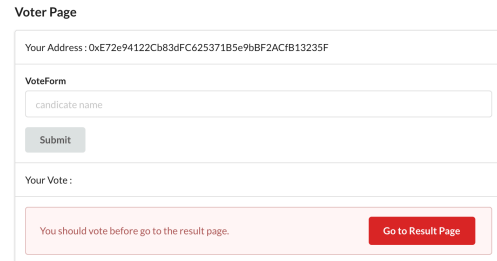 Voter Page
Your Address : 0xE72e94122Cb83dFC625371B5e9bBF2ACfB13235F
VoteForm
candicate name
Submit
Your Vote :
You should vote before go to the result page.
Go to Result Page